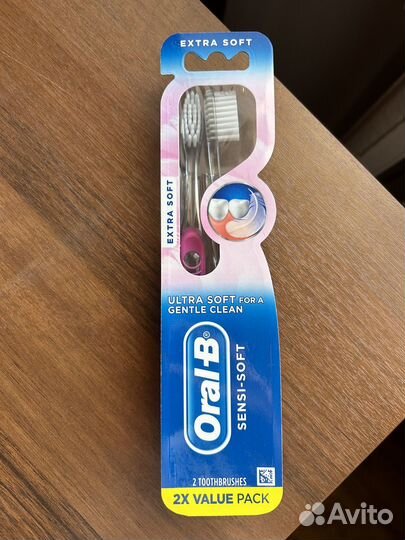 EXTRA SOFT
EXTRA SOFT
ULTRA SOFT FOR A
GENTLE CLEAN
Oral-B®
SENSI-SOFT
2 TOOTHBRUSHES
2X VALUE PACK
Avito